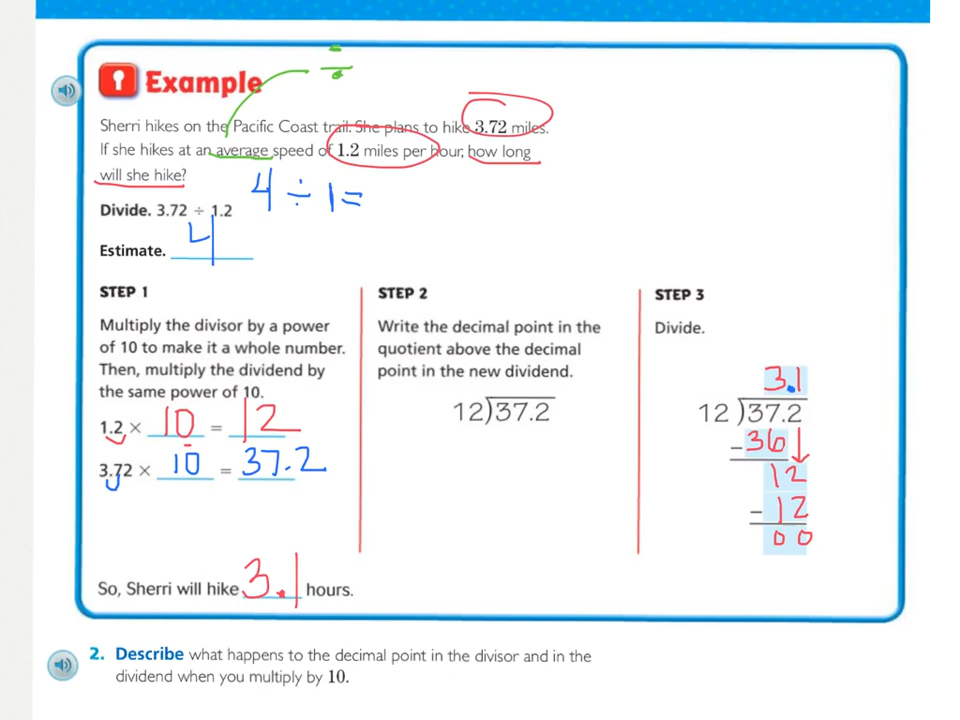 Example
Sherri hikes on the Pacific Coast trail. She plans to hike 3.72 miles.
If she hikes at an average speed of 1.2 miles per hour, how long
will she hike?
4 ÷ 1 =
Divide. 3.72 ÷ 1.2
Estimate. 4
STEP 1
Multiply the divisor by a power
of 10 to make it a whole number.
Then, multiply the dividend by
the same power of 10.
1.2 × 10 = 12
3.72 × 10 = 37.2
STEP 2
Write the decimal point in the
quotient above the decimal
point in the new dividend.
12)37.2
STEP 3
Divide.
3.1
12)37.2
-36
12
-12
00
So, Sherri will hike 3.1 hours.
2. Describe what happens to the decimal point in the divisor and in the
dividend when you multiply by 10.